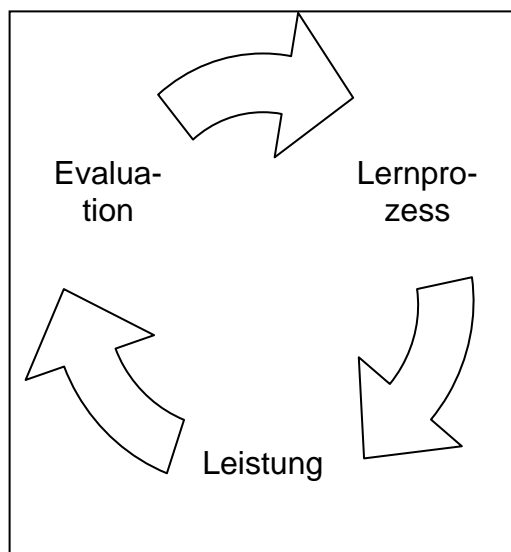 Evalua-
tion
Lernpro-
zess
Leistung